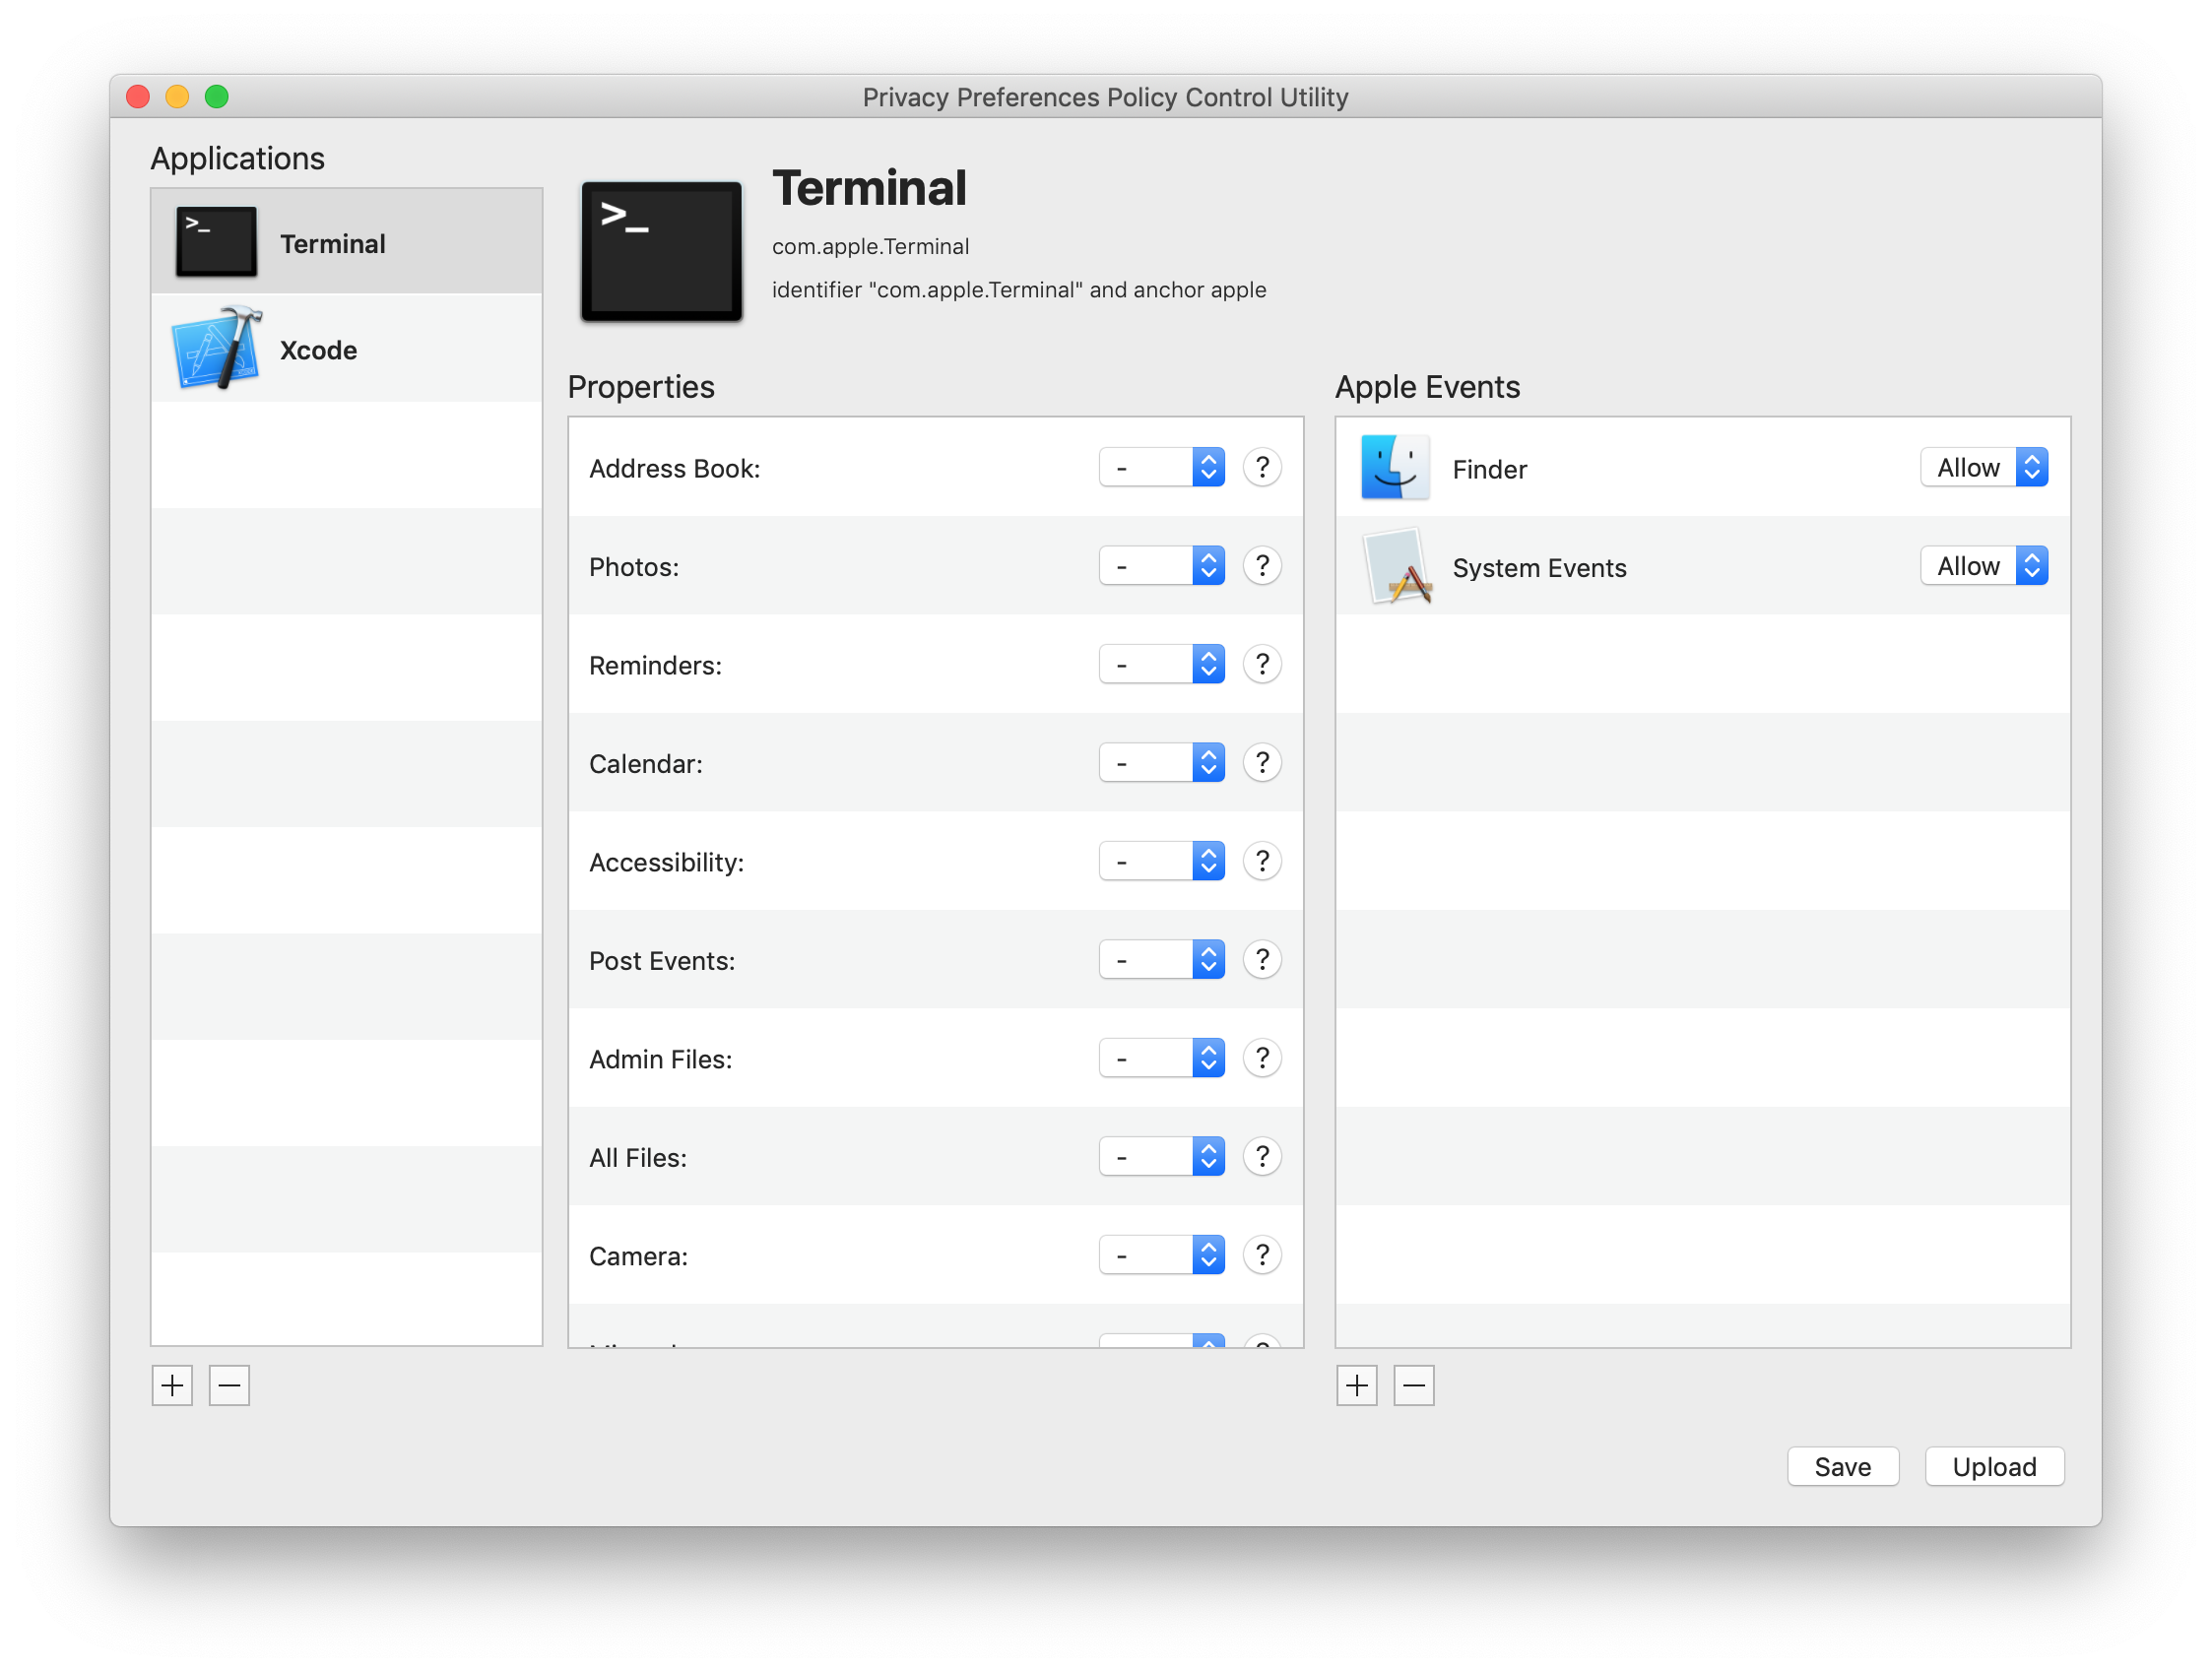 Privacy Preferences Policy Control Utility
Applications
>_
Terminal
Xcode
>_
Terminal
com.apple.Terminal
identifier "com.apple.Terminal" and anchor apple
Properties
Address Book: - ?
Photos: - ?
Reminders: - ?
Calendar: - ?
Accessibility: - ?
Post Events: - ?
Admin Files: - ?
All Files: - ?
Camera: - ?
Apple Events
Finder Allow
System Events Allow
+ −
+ −
Save Upload